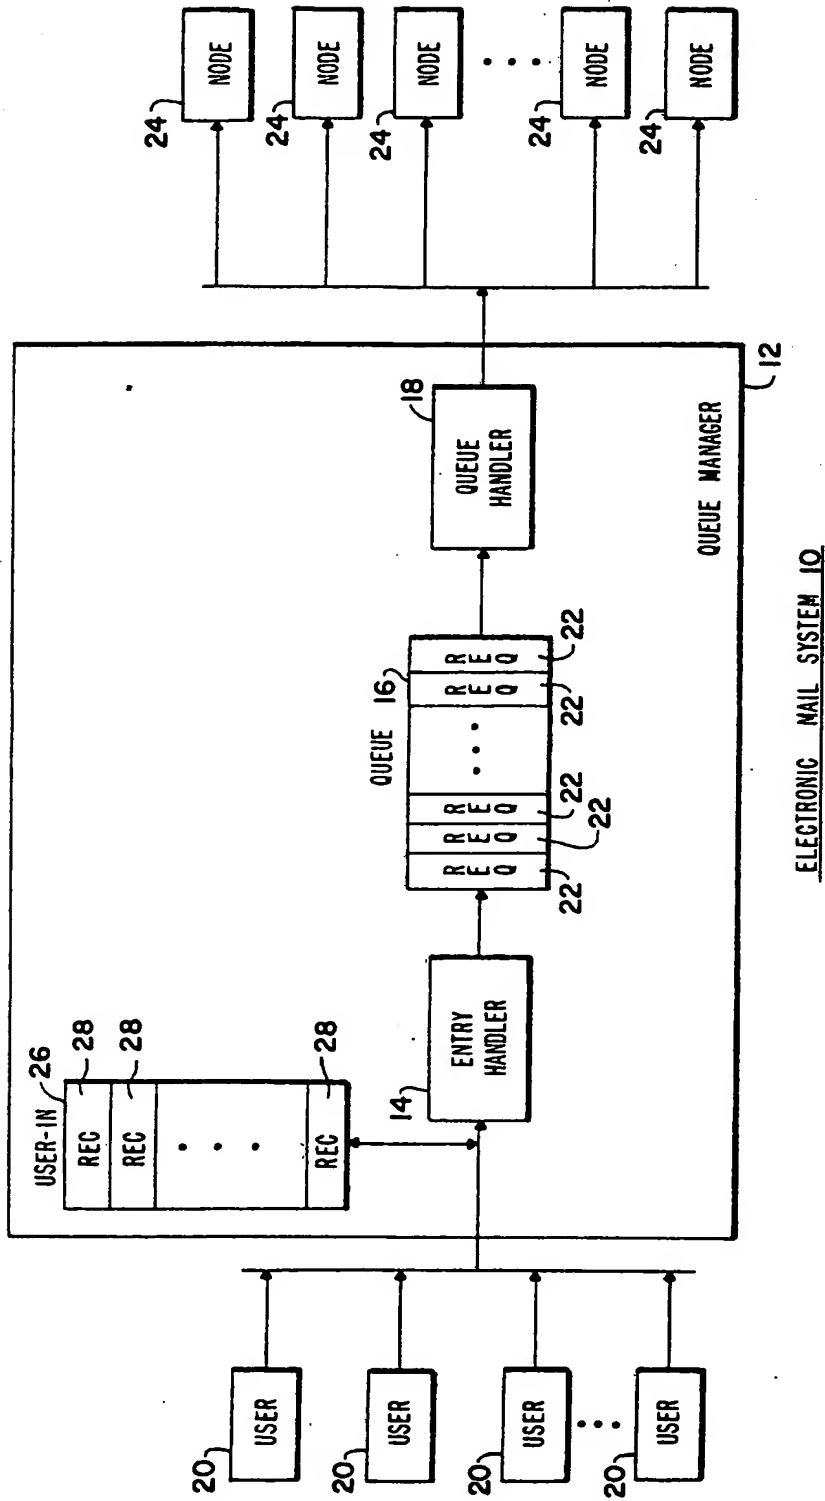 24
NODE
24
NODE
24
NODE
24
NODE
24
NODE
USER-IN
26
REC
28
REC
28
REC
28
14
ENTRY
HANDLER
QUEUE
16
REQ
REQ
REQ
REQ
REQ
22
22
22
22
22
18
QUEUE
HANDLER
QUEUE MANAGER
12
20
USER
20
USER
20
USER
20
USER
ELECTRONIC MAIL SYSTEM 10